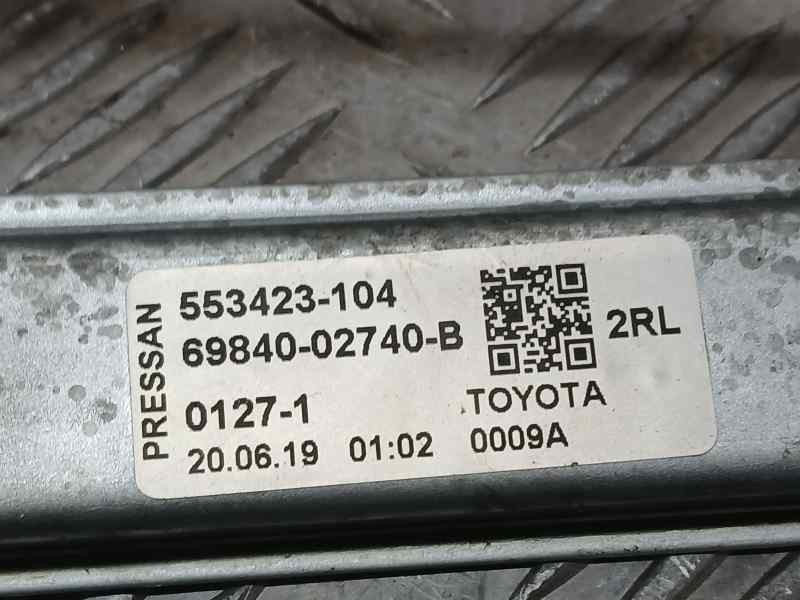 PRESSAN
553423-104
69840-02740-B
2RL
0127-1
TOYOTA
20.06.19 01:02 0009A